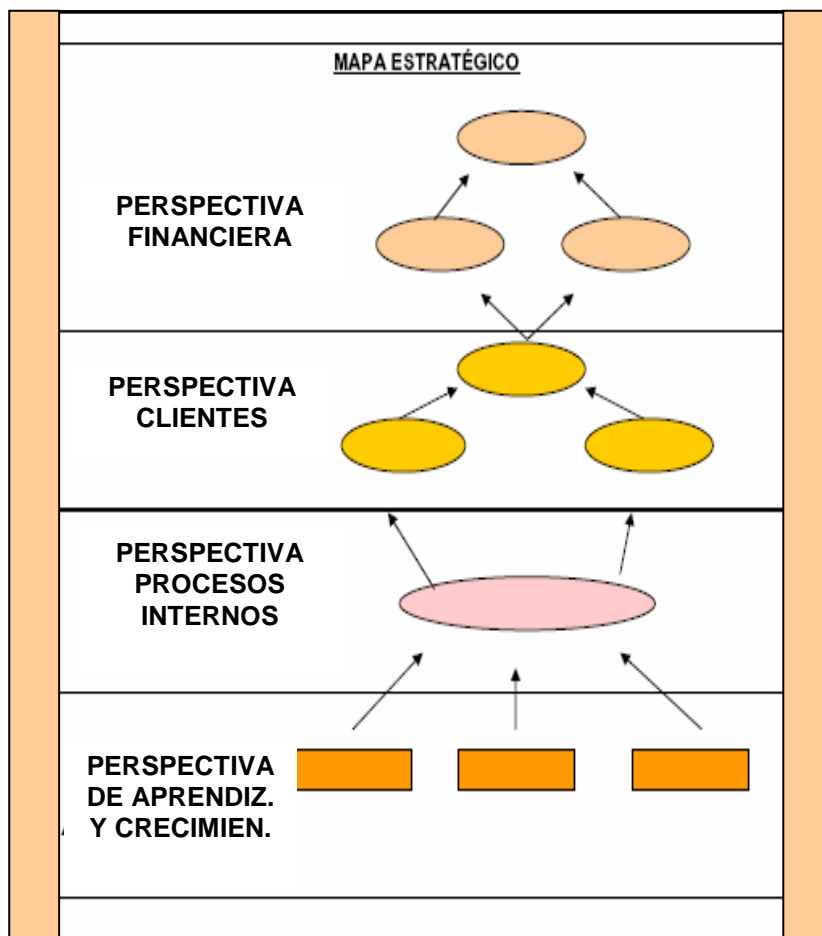 MAPA ESTRATÉGICO
PERSPECTIVA
FINANCIERA
PERSPECTIVA
CLIENTES
PERSPECTIVA
PROCESOS
INTERNOS
PERSPECTIVA
DE APRENDIZ.
Y CRECIMIEN.